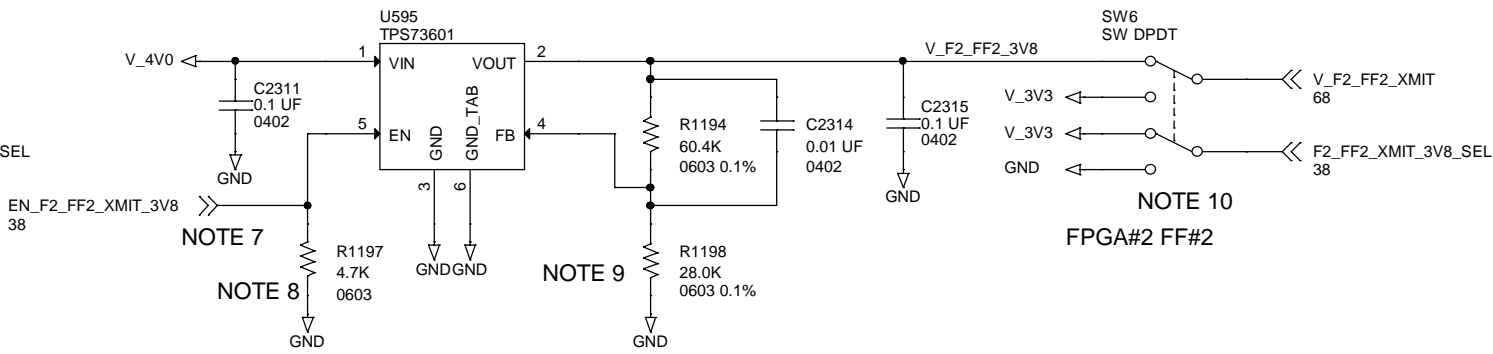 U595
TPS73601
V_4V0
1
VIN
VOUT
2
C2311
0.1 UF
0402
GND
5
EN
GND
GND_TAB
FB
4
3
6
GND
GND
SEL
EN_F2_FF2_XMIT_3V8
38
NOTE 7
NOTE 8
R1197
4.7K
0603
GND
R1194
60.4K
0603 0.1%
C2314
0.01 UF
0402
NOTE 9
R1198
28.0K
0603 0.1%
GND
V_F2_FF2_3V8
C2315
0.1 UF
0402
GND
SW6
SW DPDT
V_3V3
V_3V3
GND
V_F2_FF2_XMIT
68
F2_FF2_XMIT_3V8_SEL
38
NOTE 10
FPGA#2 FF#2